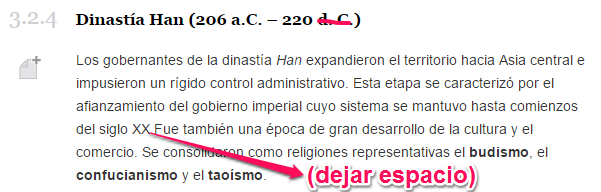 3.2.4 Dinastía Han (206 a.C. – 220 d. C.)
Los gobernantes de la dinastía Han expandieron el territorio hacia Asia central e
impusieron un rígido control administrativo. Esta etapa se caracterizó por el
afianzamiento del gobierno imperial cuyo sistema se mantuvo hasta comienzos
del siglo XX.Fue también una época de gran desarrollo de la cultura y el
comercio. Se consolidaron como religiones representativas el budismo, el
confucianismo y el taoísmo.
(dejar espacio)